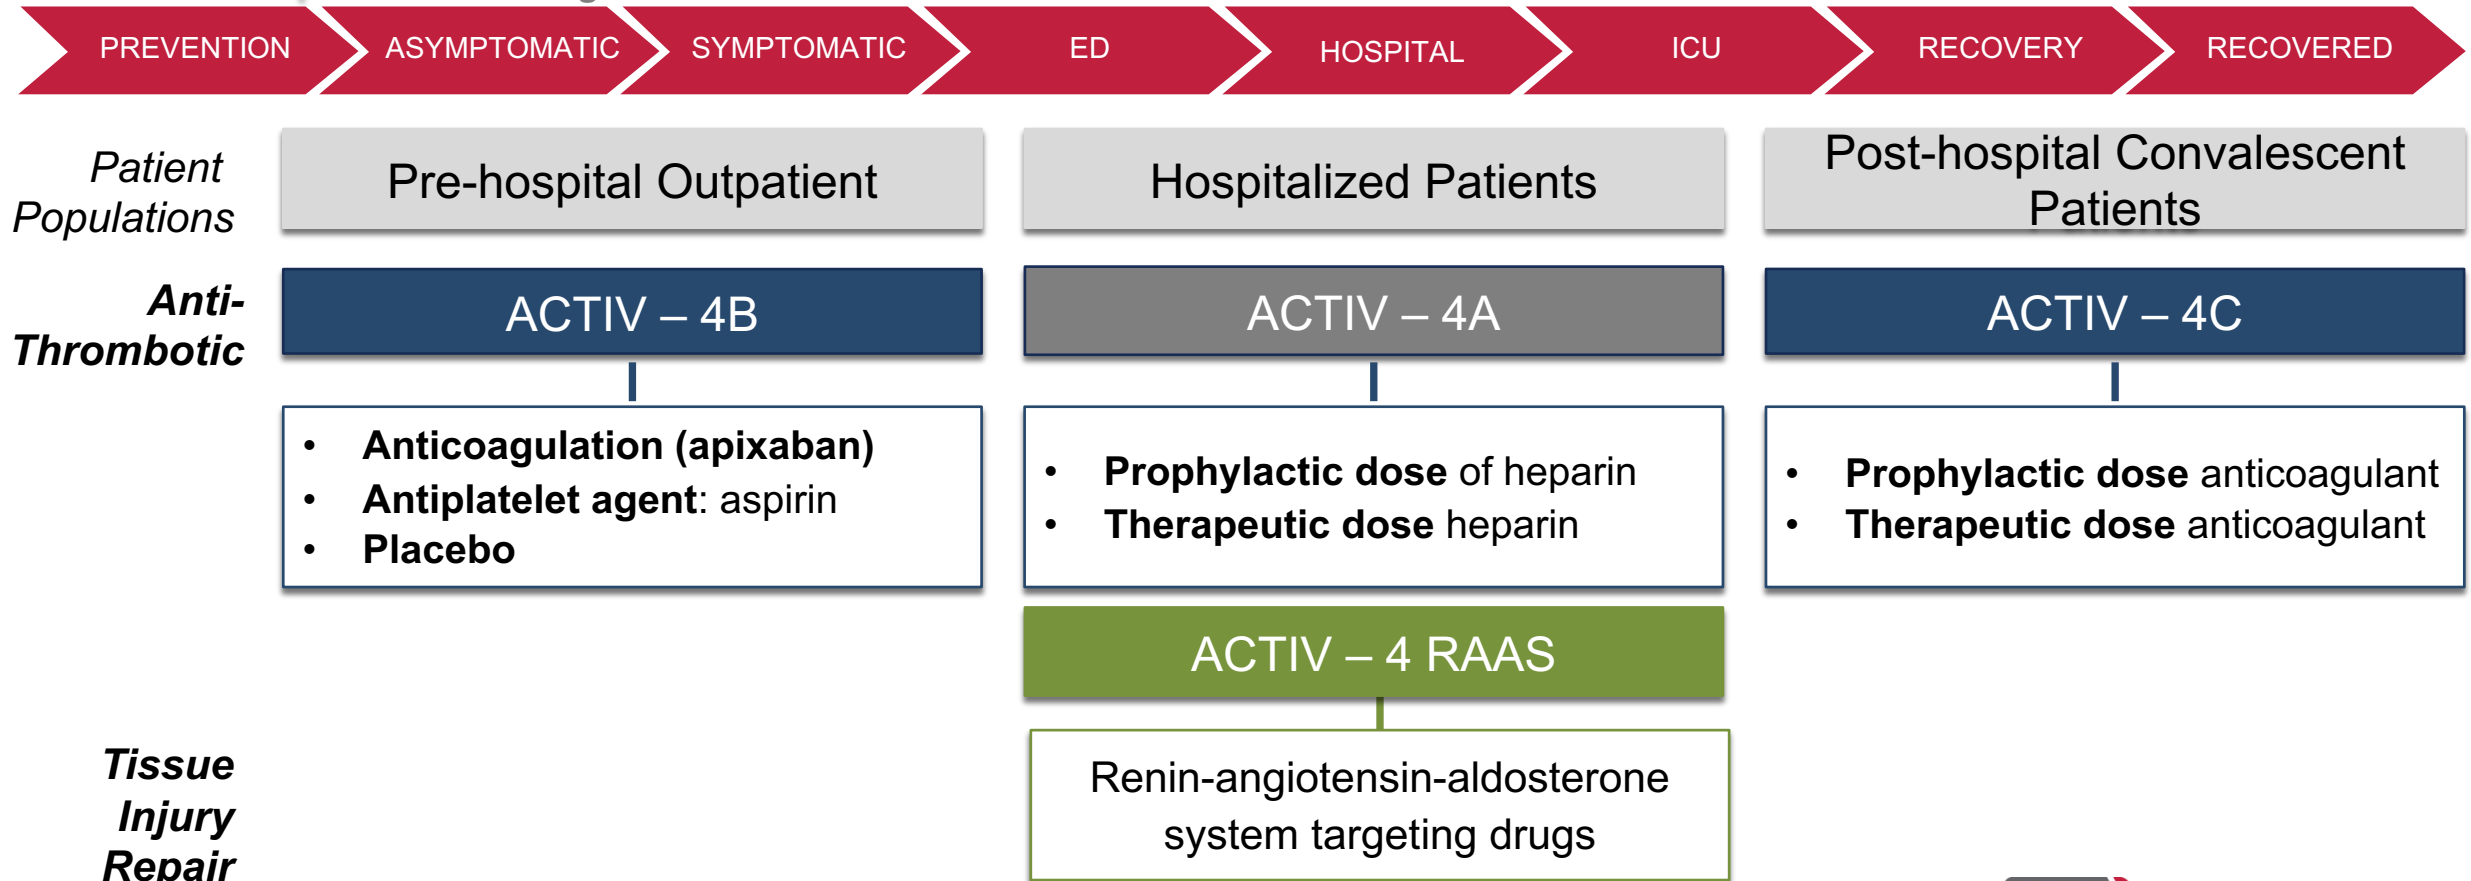 PREVENTION
ASYMPTOMATIC
SYMPTOMATIC
ED
HOSPITAL
ICU
RECOVERY
RECOVERED
Patient
Populations
Pre-hospital Outpatient
Hospitalized Patients
Post-hospital Convalescent
Patients
Anti-
Thrombotic
ACTIV – 4B
ACTIV – 4A
ACTIV – 4C
• Anticoagulation (apixaban)
• Antiplatelet agent: aspirin
• Placebo
• Prophylactic dose of heparin
• Therapeutic dose heparin
• Prophylactic dose anticoagulant
• Therapeutic dose anticoagulant
ACTIV – 4 RAAS
Tissue
Injury
Repair
Renin-angiotensin-aldosterone
system targeting drugs